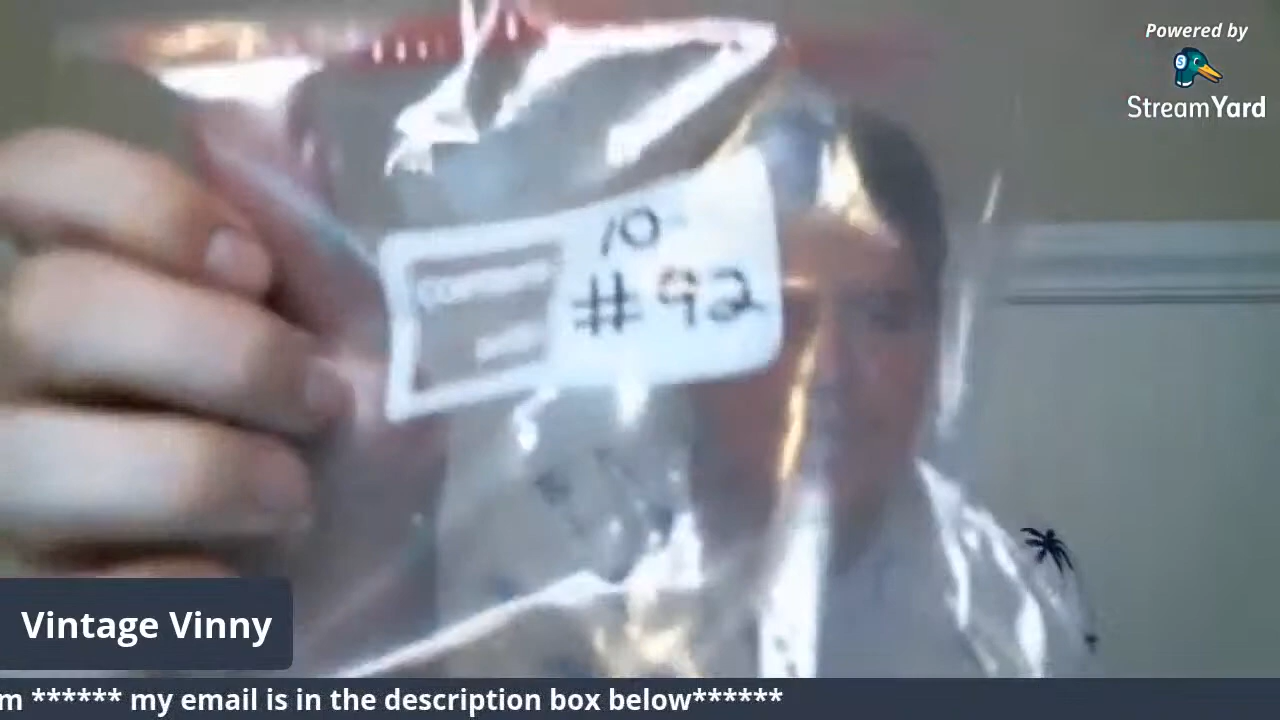 Powered by
StreamYard
10-
#92
Vintage Vinny
m ****** my email is in the description box below******